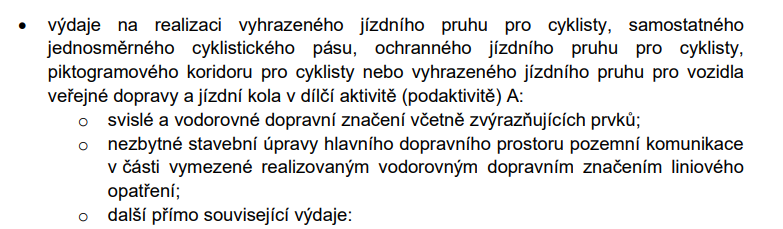 • výdaje na realizaci vyhrazeného jízdního pruhu pro cyklisty, samostatného
jednosměrného cyklistického pásu, ochranného jízdního pruhu pro cyklisty,
piktogramového koridoru pro cyklisty nebo vyhrazeného jízdního pruhu pro vozidla
veřejné dopravy a jízdní kola v dílčí aktivitě (podaktivitě) A:
o svislé a vodorovné dopravní značení včetně zvýrazňujících prvků;
o nezbytné stavební úpravy hlavního dopravního prostoru pozemní komunikace
v části vymezené realizovaným vodorovným dopravním značením liniového
opatření;
o další přímo související výdaje: